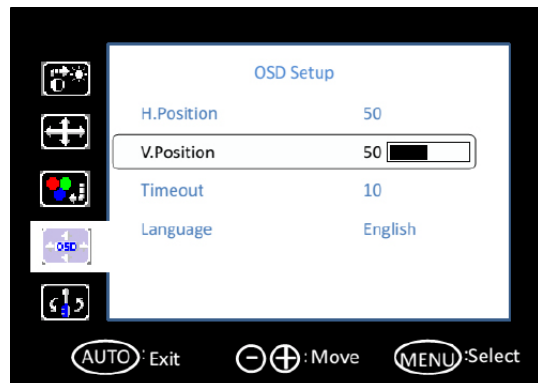 OSD Setup
H.Position 50
V.Position 50
Timeout 10
Language English
OSD
AUTO: Exit
: Move
MENU:Select